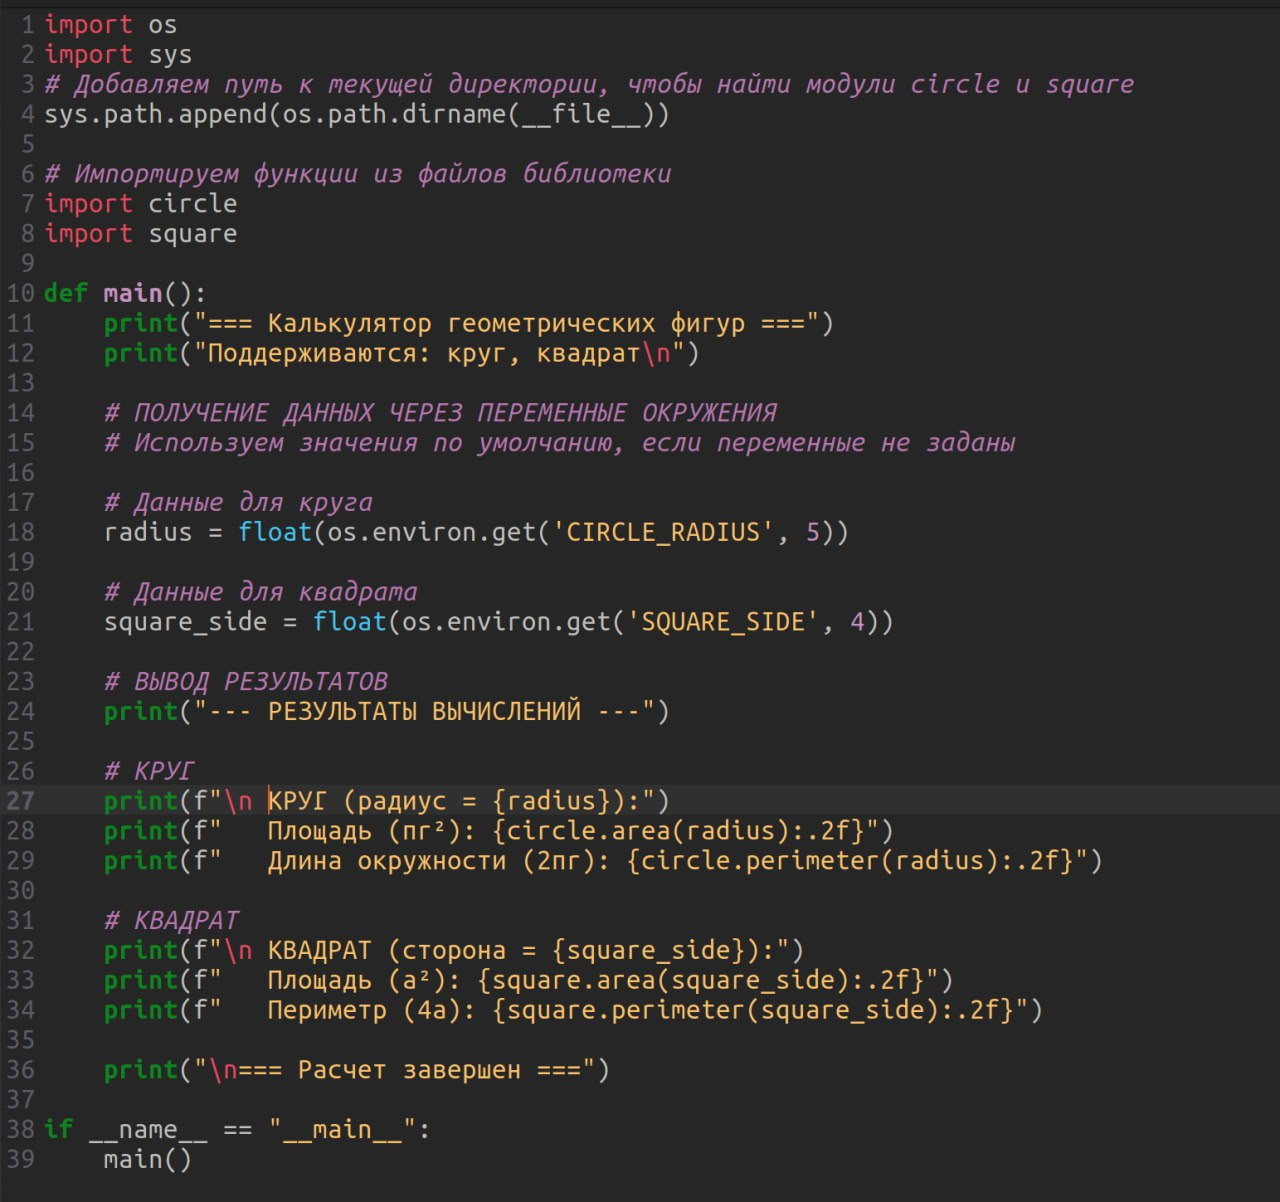 1 import os
2 import sys
3 # Добавляем путь к текущей директории, чтобы найти модули circle и square
4 sys.path.append(os.path.dirname(__file__))
5
6 # Импортируем функции из файлов библиотеки
7 import circle
8 import square
9
10 def main():
11     print("=== Калькулятор геометрических фигур ===")
12     print("Поддерживаются: круг, квадрат\n")
13
14     # ПОЛУЧЕНИЕ ДАННЫХ ЧЕРЕЗ ПЕРЕМЕННЫЕ ОКРУЖЕНИЯ
15     # Используем значения по умолчанию, если переменные не заданы
16
17     # Данные для круга
18     radius = float(os.environ.get('CIRCLE_RADIUS', 5))
19
20     # Данные для квадрата
21     square_side = float(os.environ.get('SQUARE_SIDE', 4))
22
23     # ВЫВОД РЕЗУЛЬТАТОВ
24     print("--- РЕЗУЛЬТАТЫ ВЫЧИСЛЕНИЙ ---")
25
26     # КРУГ
27     print(f"\n КРУГ (радиус = {radius}):")
28     print(f"   Площадь (πr²): {circle.area(radius):.2f}")
29     print(f"   Длина окружности (2πr): {circle.perimeter(radius):.2f}")
30
31     # КВАДРАТ
32     print(f"\n КВАДРАТ (сторона = {square_side}):")
33     print(f"   Площадь (a²): {square.area(square_side):.2f}")
34     print(f"   Периметр (4a): {square.perimeter(square_side):.2f}")
35
36     print("\n=== Расчет завершен ===")
37
38 if __name__ == "__main__":
39     main()